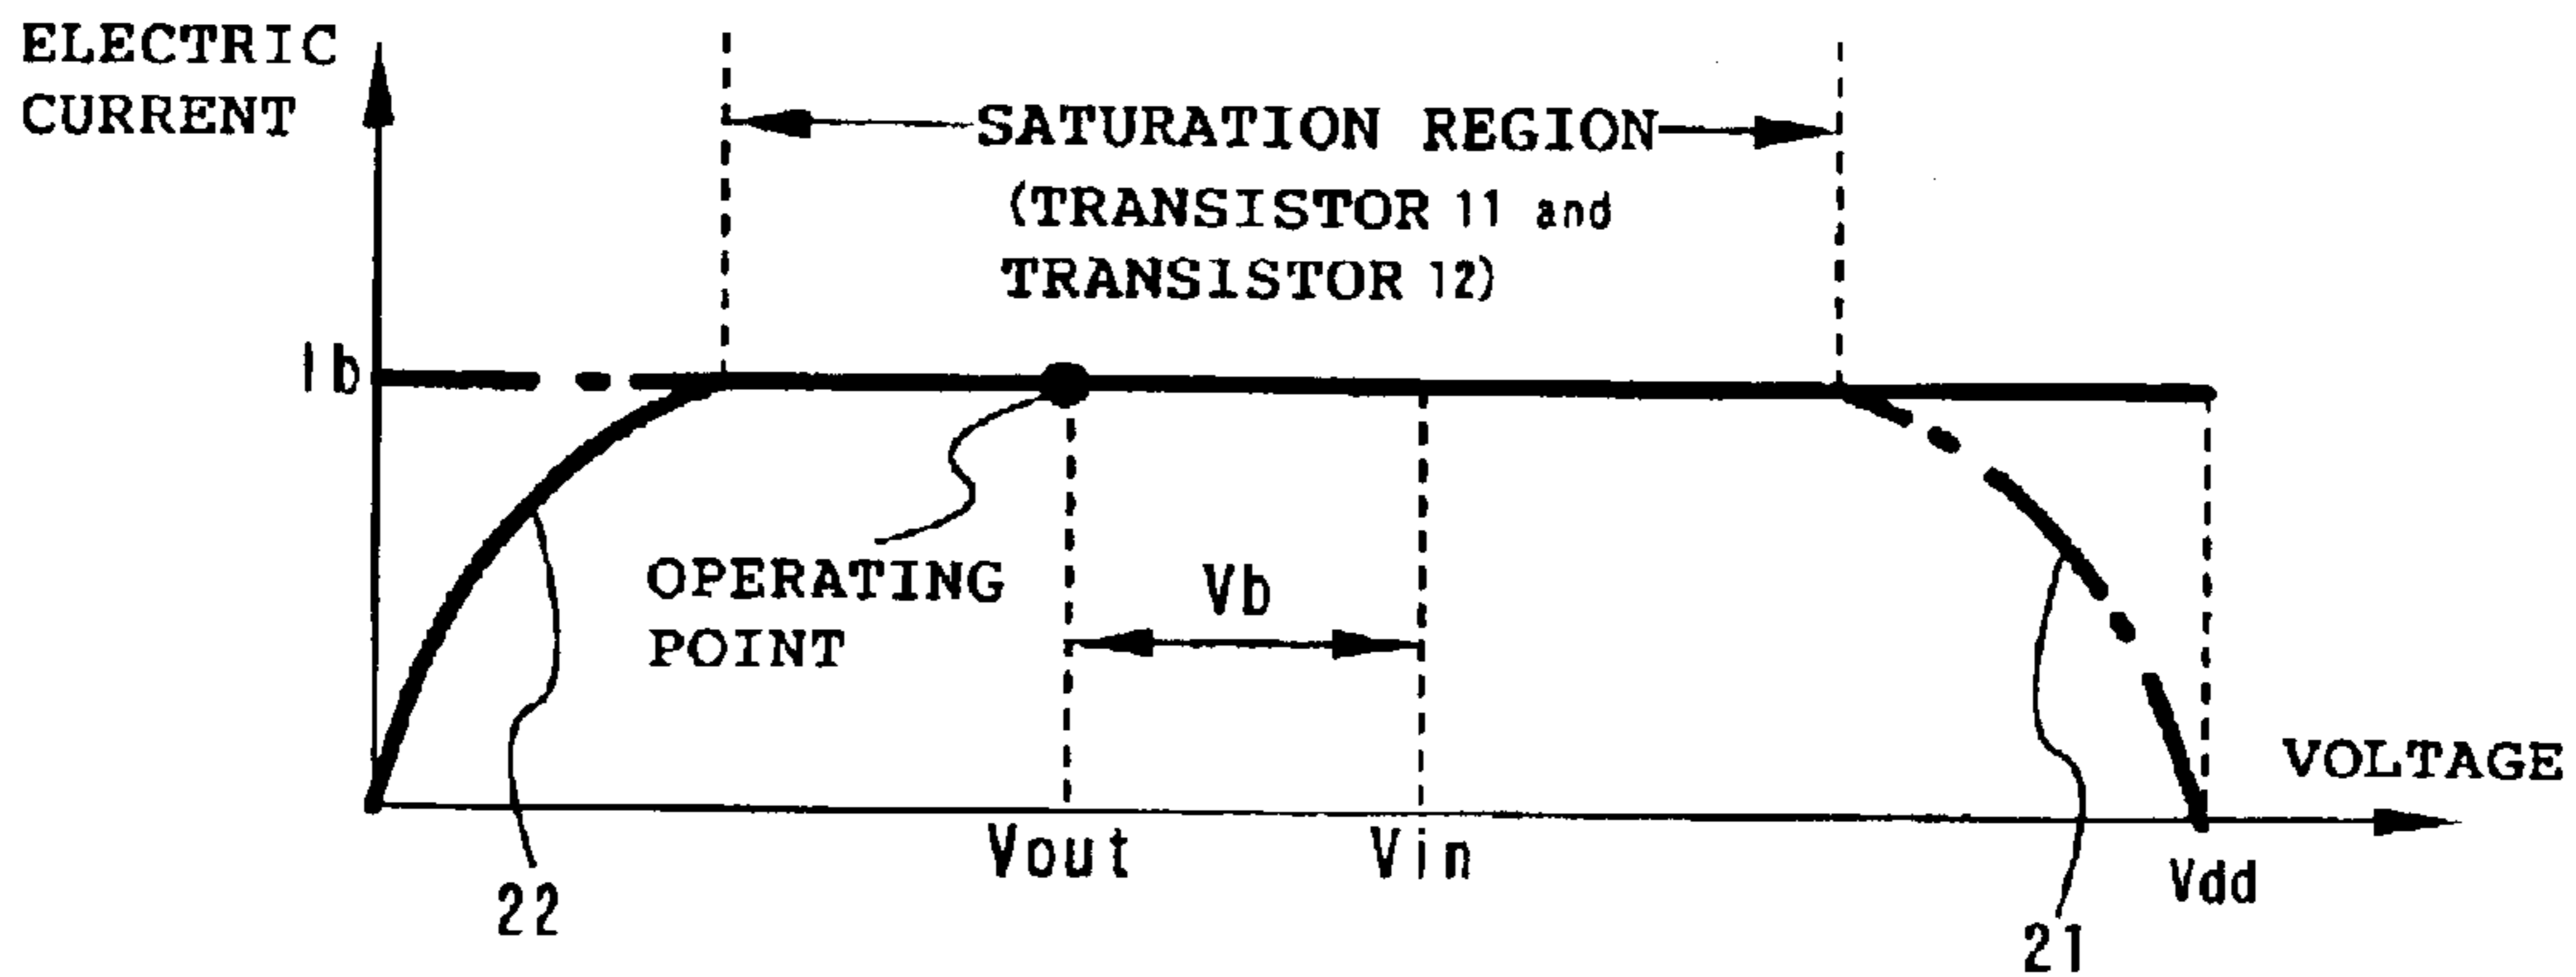 ELECTRIC
CURRENT
SATURATION REGION
(TRANSISTOR 11 and
TRANSISTOR 12)
Ib
OPERATING
POINT
Vb
VOLTAGE
Vout
Vin
Vdd
22
21